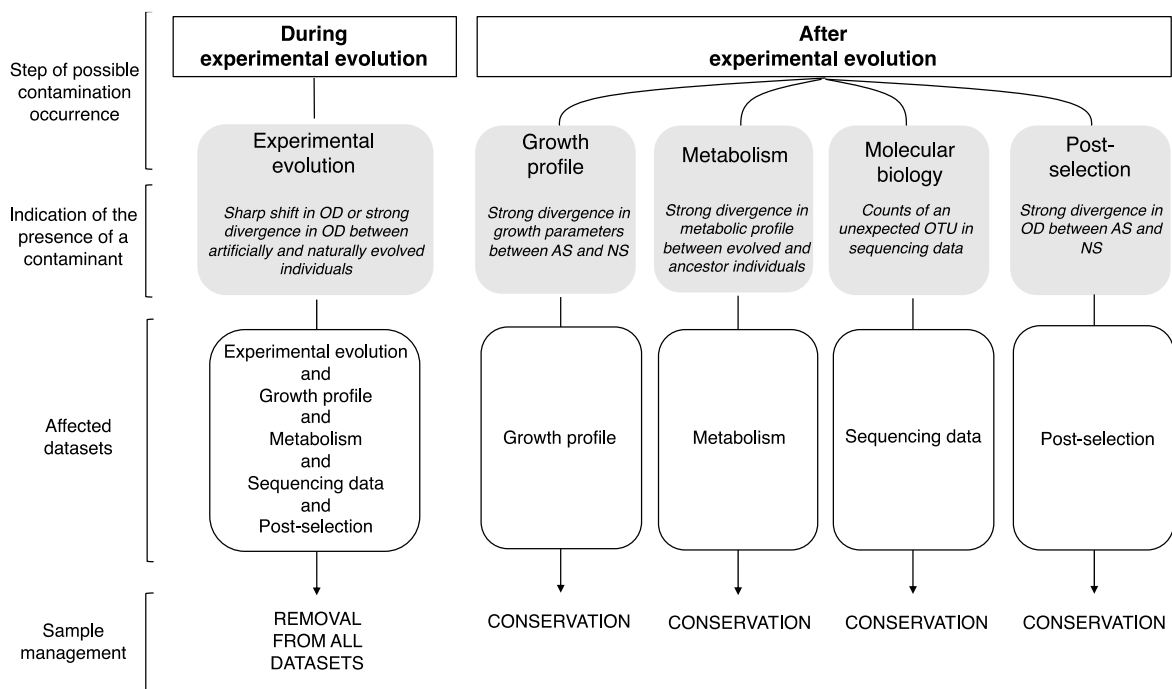 During
experimental evolution
After
experimental evolution
Step of possible
contamination
occurrence
Experimental
evolution
Growth
profile
Metabolism
Molecular
biology
Post-
selection
Indication of the
presence of a
contaminant
Sharp shift in OD or strong
divergence in OD between
artificially and naturally evolved
individuals
Strong divergence in
growth parameters
between AS and NS
Strong divergence in
metabolic profile
between evolved and
ancestor individuals
Counts of an
unexpected OTU in
sequencing data
Strong divergence in
OD between AS and
NS
Affected
datasets
Experimental evolution
and
Growth profile
and
Metabolism
and
Sequencing data
and
Post-selection
Growth profile
Metabolism
Sequencing data
Post-selection
Sample
management
REMOVAL
FROM ALL
DATASETS
CONSERVATION
CONSERVATION
CONSERVATION
CONSERVATION